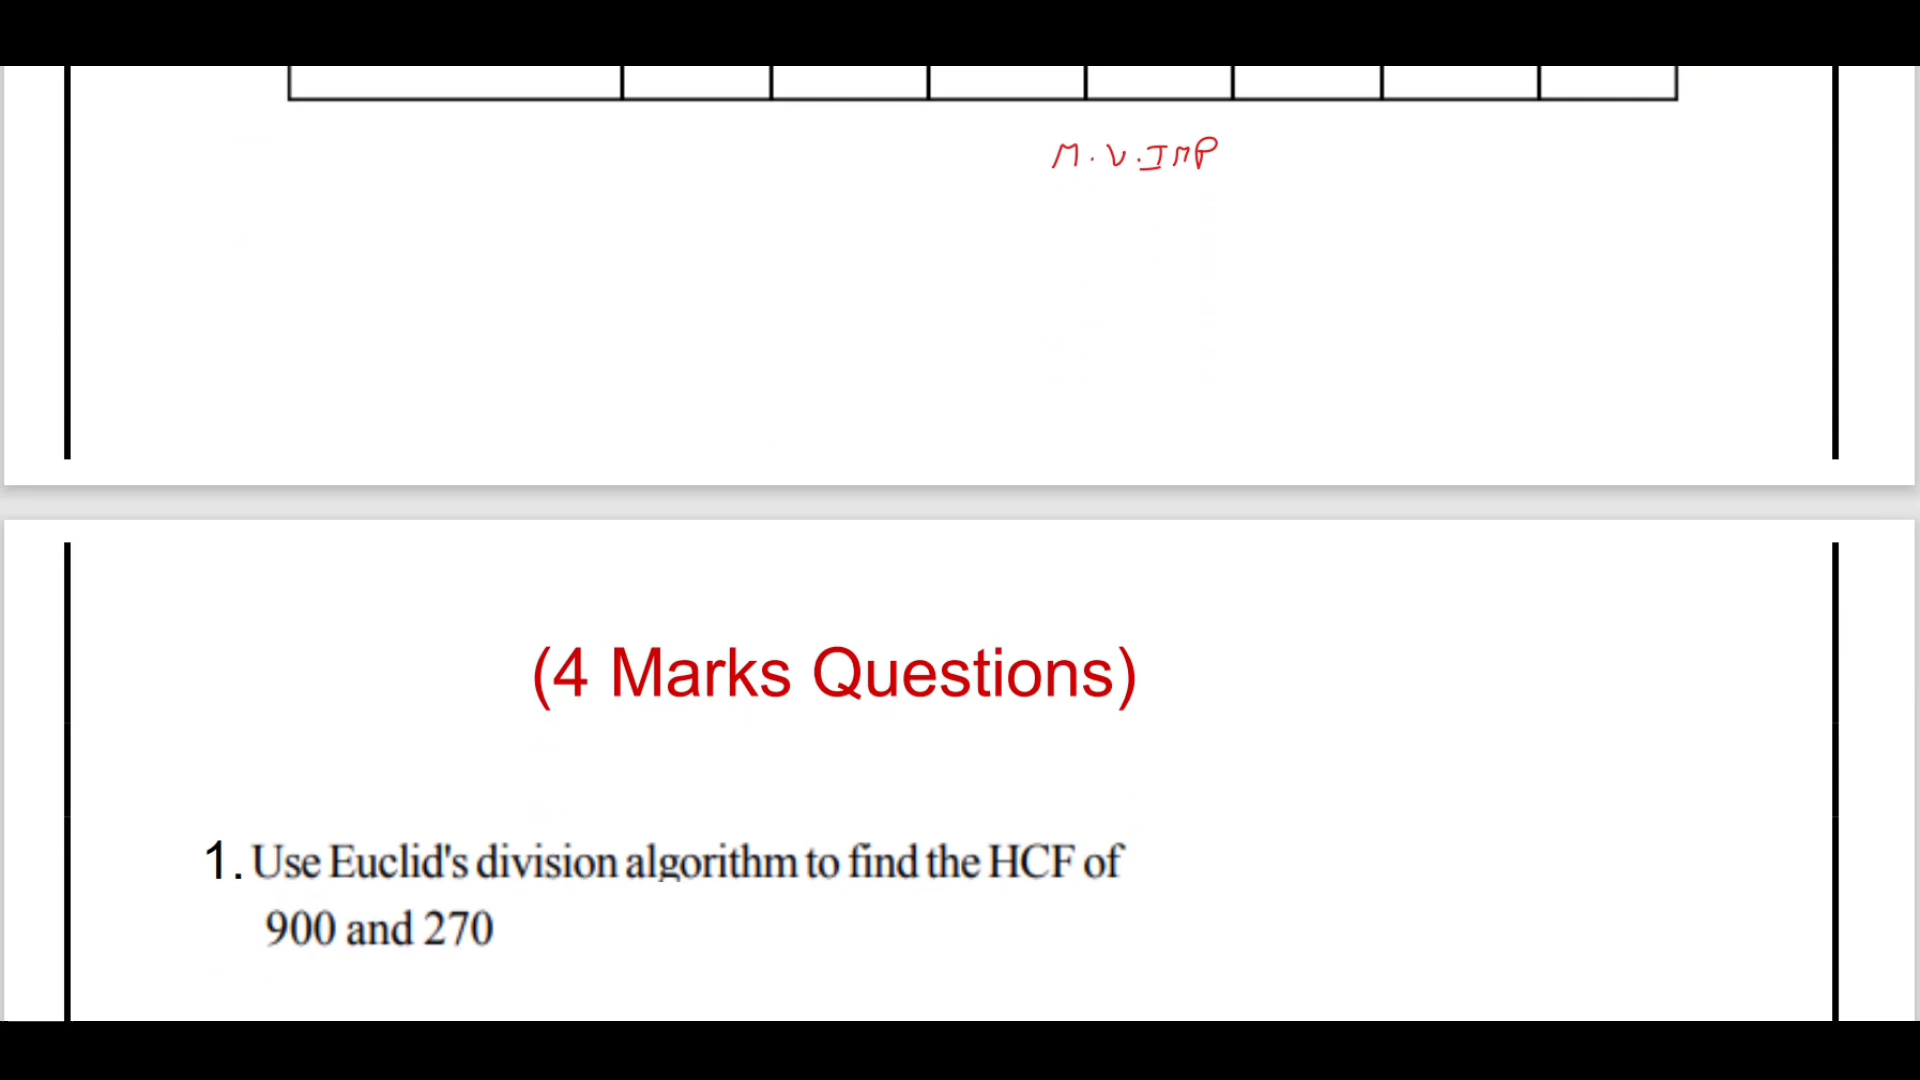 M.V.IMP
(4 Marks Questions)
1. Use Euclid's division algorithm to find the HCF of
900 and 270